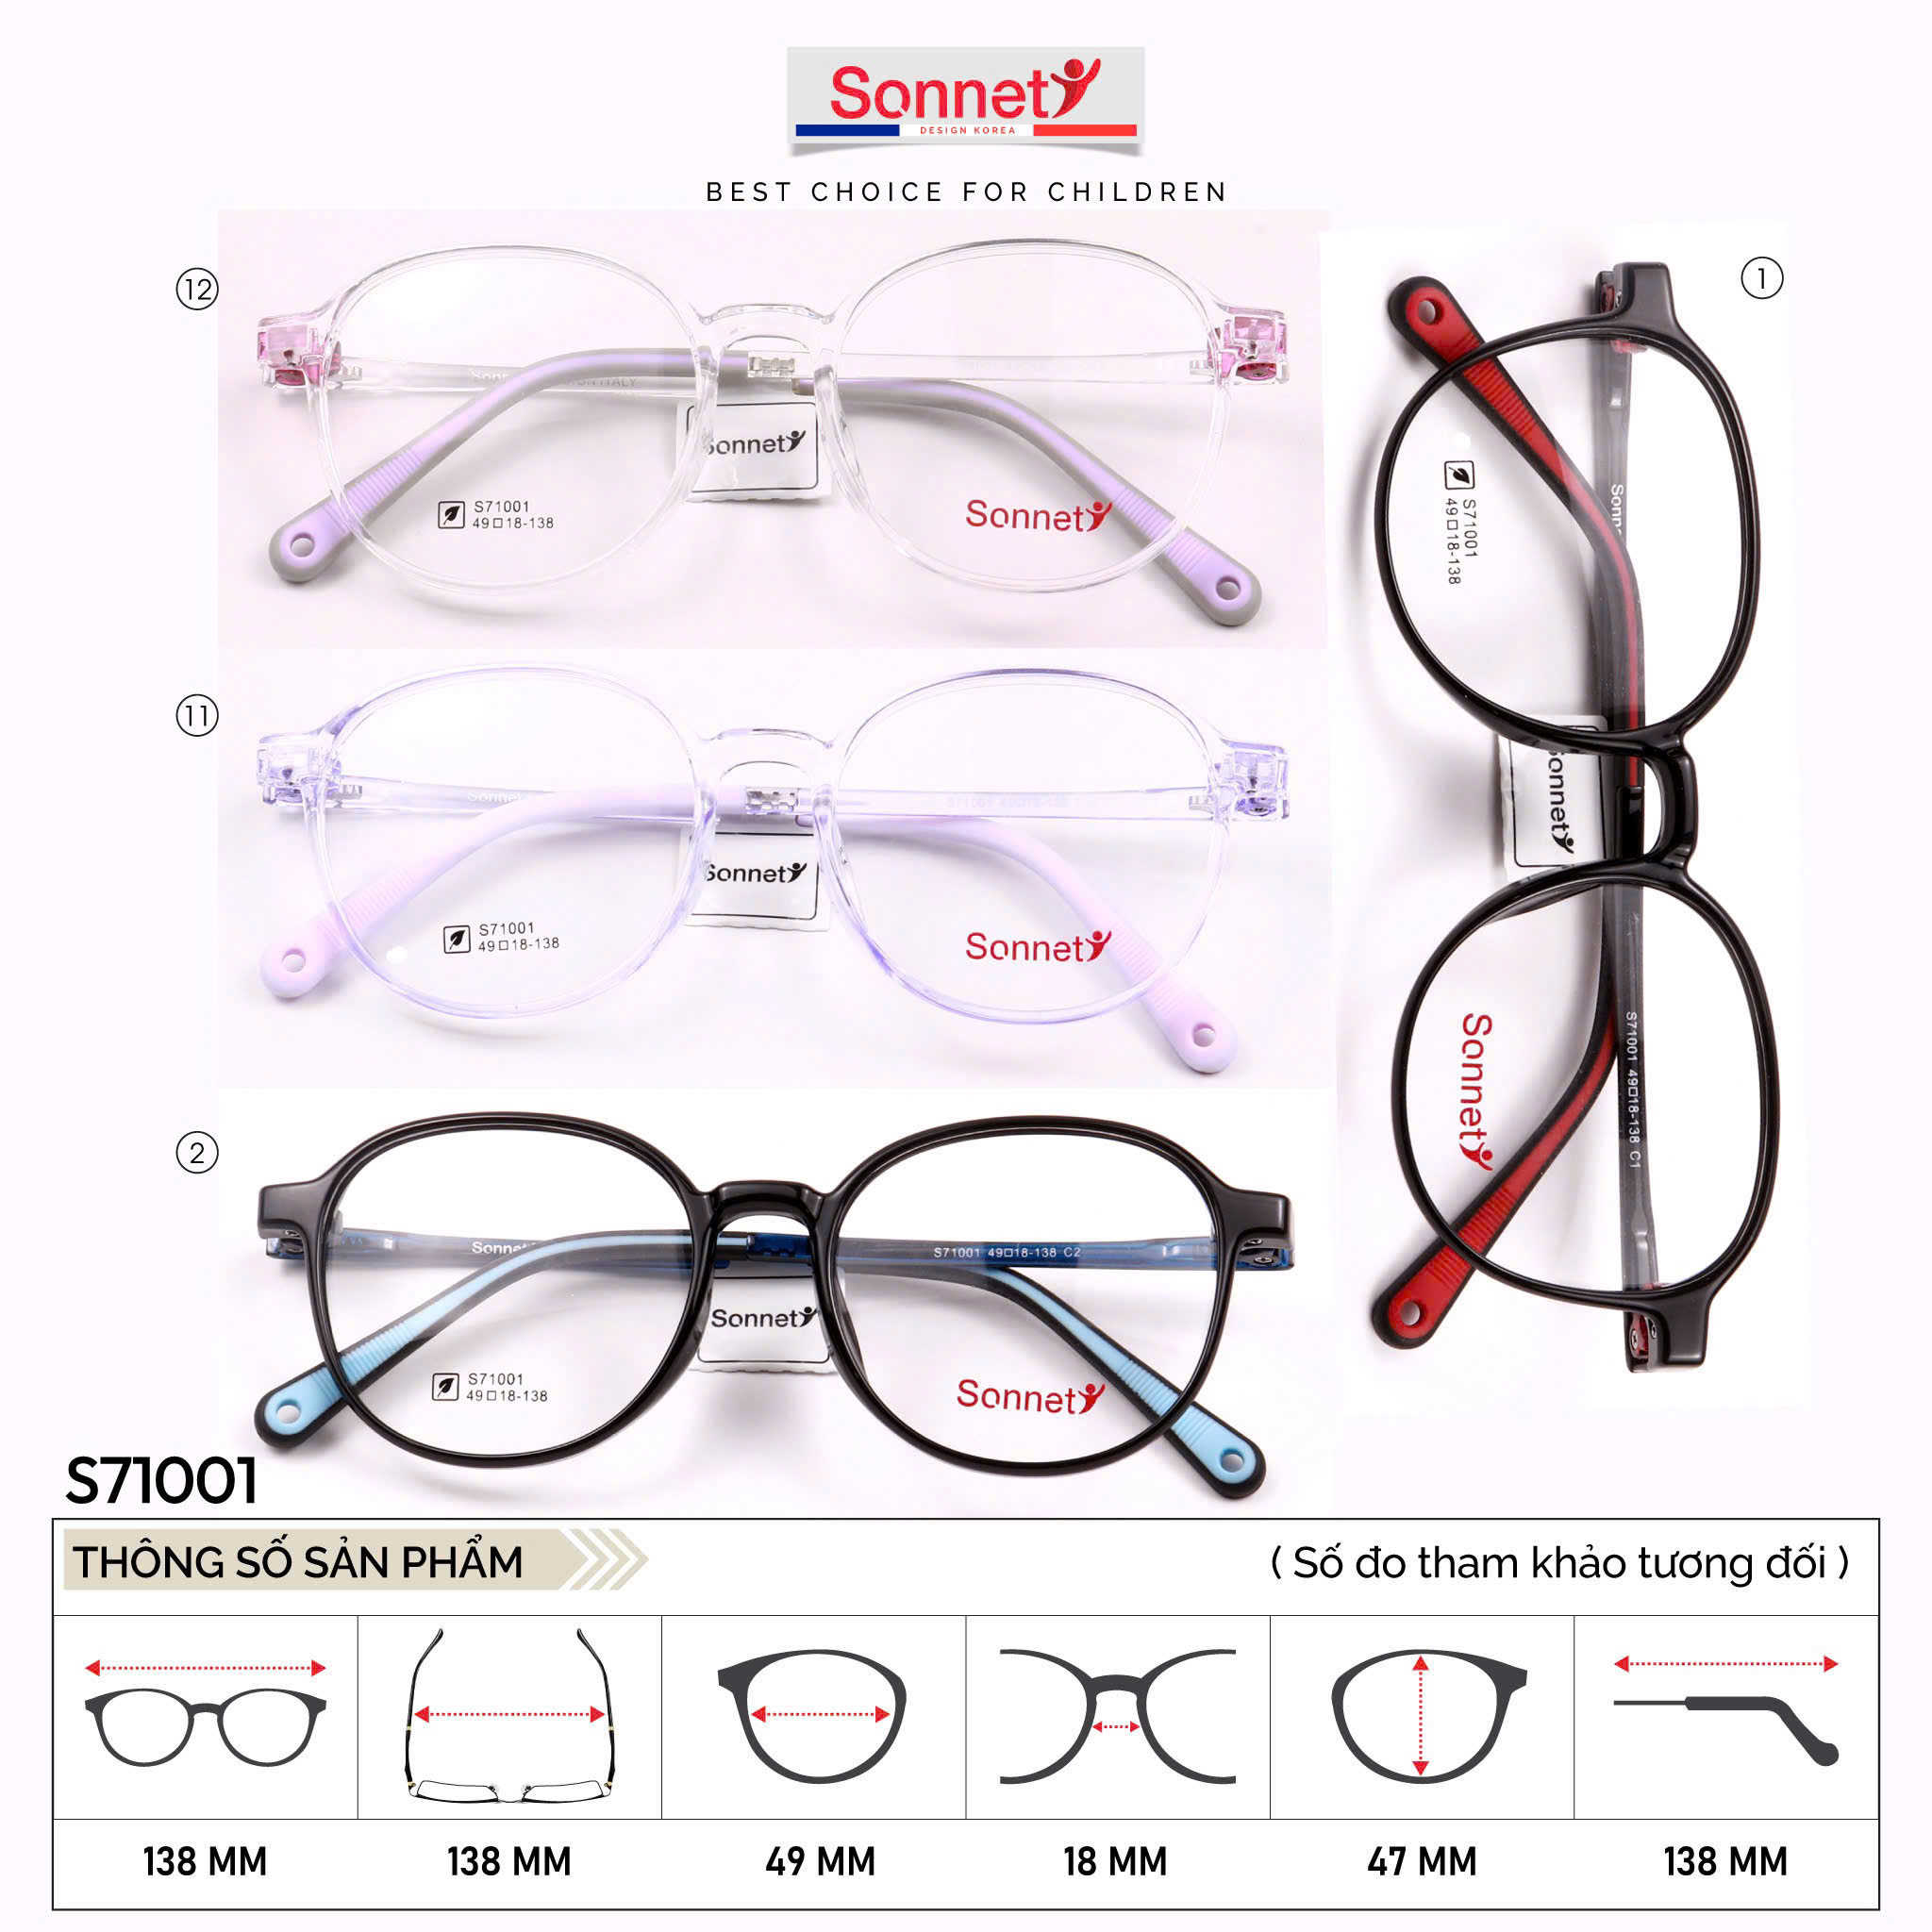 Sonnet
DESIGN KOREA
BEST CHOICE FOR CHILDREN
12
ITALY
Sonnet
S71001
49□18-138
Sonnet
1
S71001
49□18-138
Sonnet
Sonnet
S71001 49□18-138 C1
11
Sonnet
Sonnet
S71001
49□18-138
Sonnet
2
Sonnet
S71001 49□18-138 C2
Sonnet
S71001
49□18-138
Sonnet
S71001
THÔNG SỐ SẢN PHẨM
( Số đo tham khảo tương đối )
138 MM
138 MM
49 MM
18 MM
47 MM
138 MM